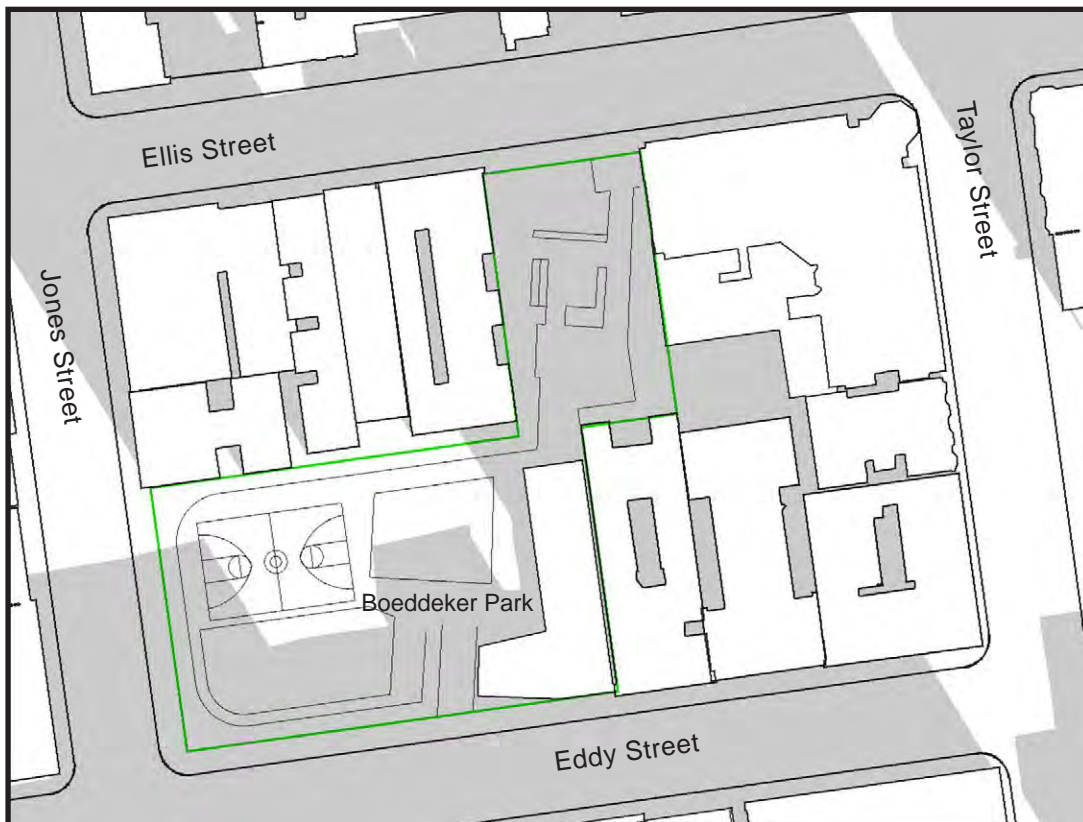 Ellis Street
Taylor Street
Jones Street
Boeddeker Park
Eddy Street